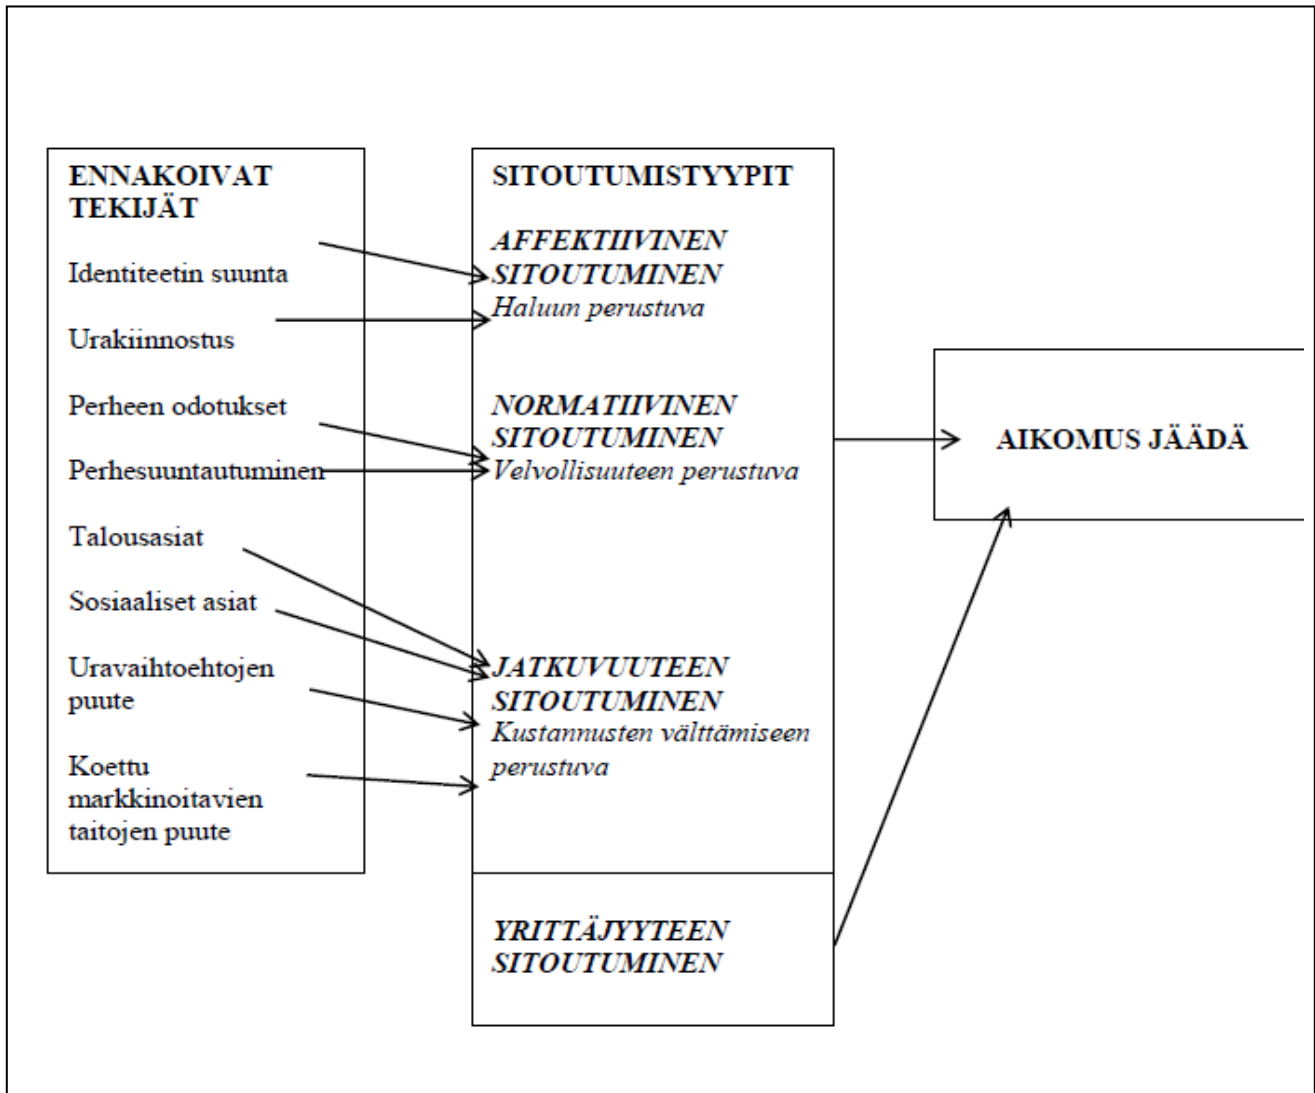 ENNAKOIVAT
TEKIJÄT
Identiteetin suunta
Urakiinnostus
Perheen odotukset
Perhesuuntautuminen
Talousasiat
Sosiaaliset asiat
Uravaihtoehtojen
puute
Koettu
markkinoitavien
taitojen puute
SITOUTUMISTYYPIT
AFFEKTIIVINEN
SITOUTUMINEN
Haluun perustuva
NORMATIIVINEN
SITOUTUMINEN
Velvollisuuteen perustuva
JATKUVUUTEEN
SITOUTUMINEN
Kustannusten välttämiseen
perustuva
YRITTÄJYYTEEN
SITOUTUMINEN
AIKOMUS JÄÄDÄ